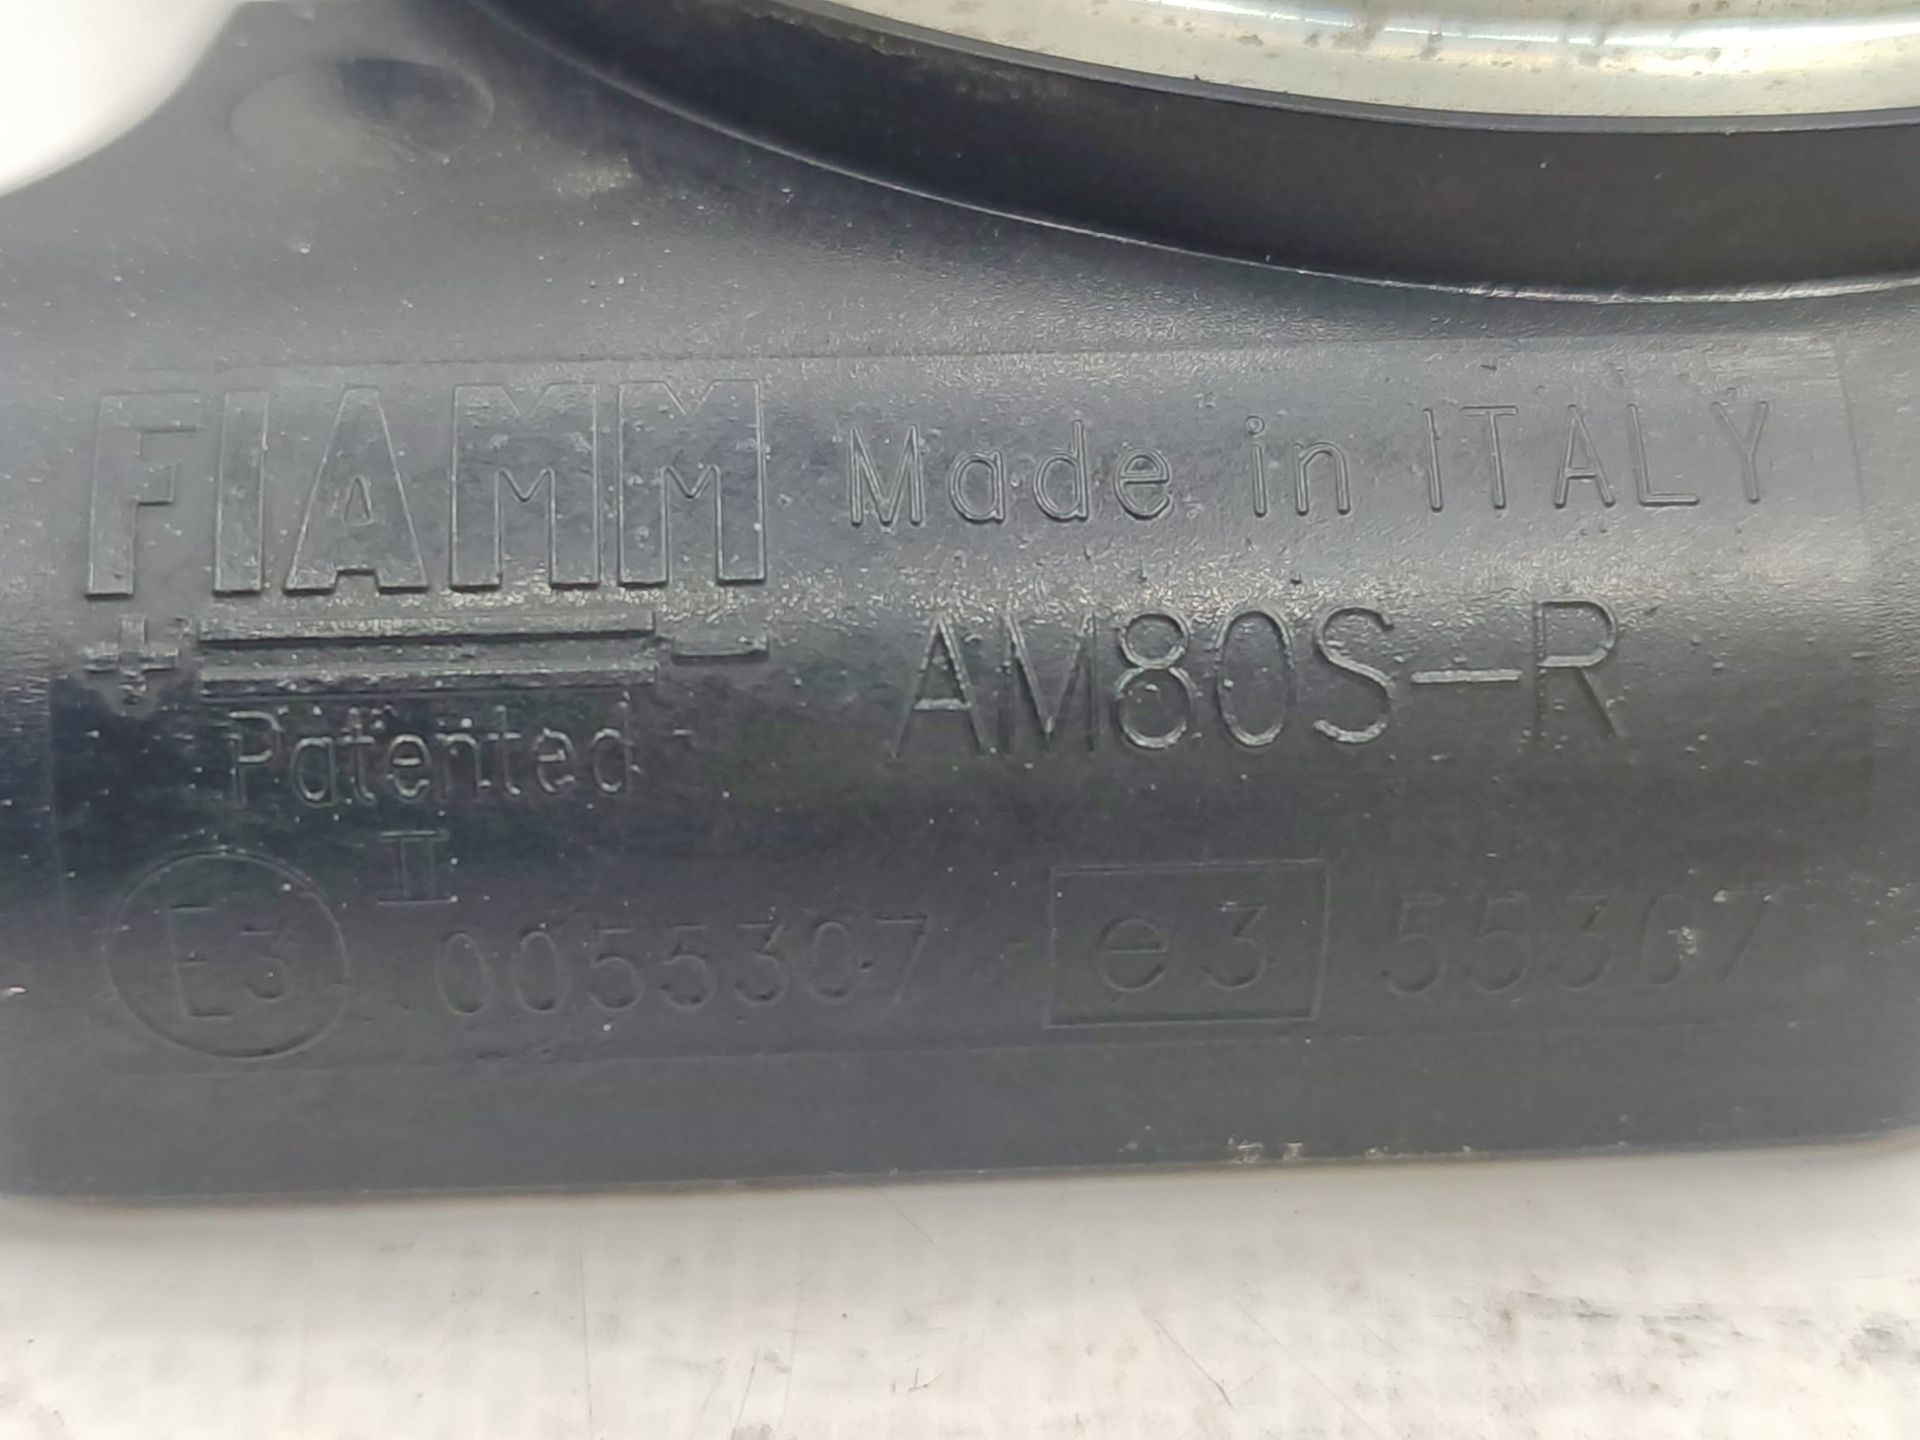 FIAMM Made in ITALY
+ - AM80S-R
Patented
II
E3 0055307 e3 55307